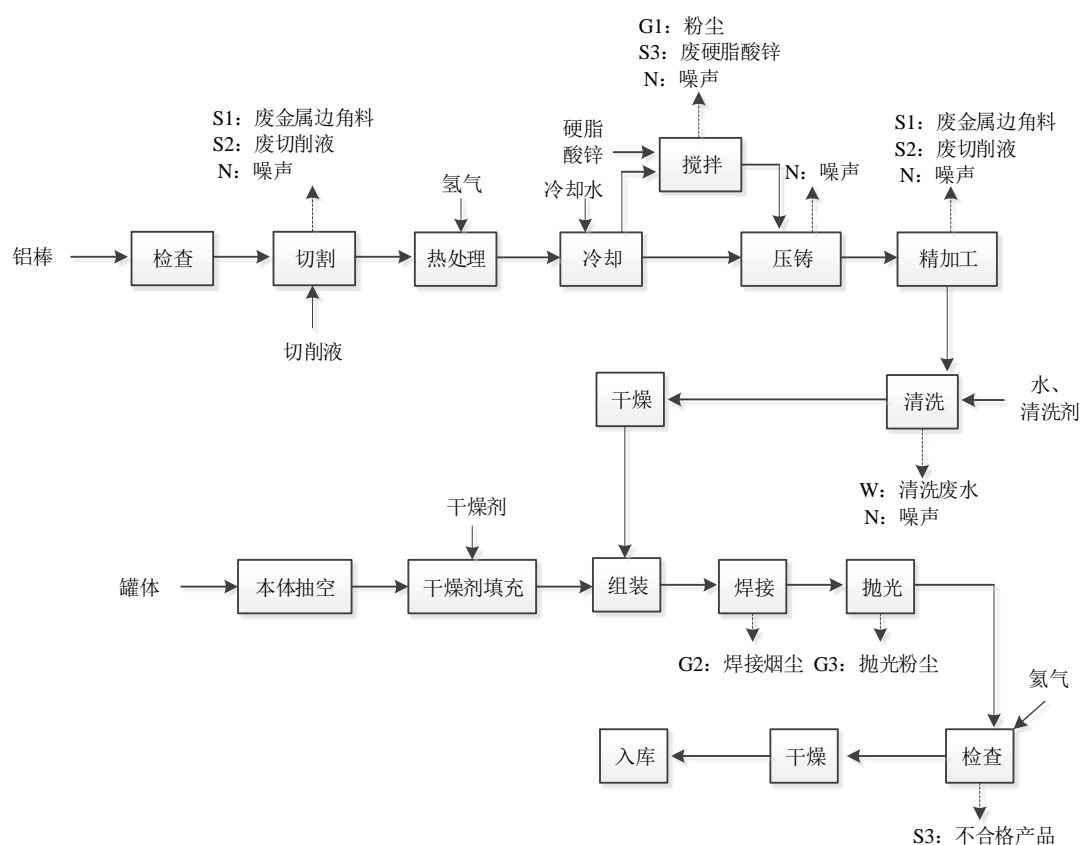 G1：粉尘
S3：废硬脂酸锌
N：噪声
S1：废金属边角料
S2：废切削液
N：噪声
S1：废金属边角料
S2：废切削液
N：噪声
硬脂
酸锌
搅拌
N：噪声
氢气
冷却水
铝棒
检查
切割
热处理
冷却
压铸
精加工
切削液
干燥
清洗
水、
清洗剂
W：清洗废水
N：噪声
干燥剂
罐体
本体抽空
干燥剂填充
组装
焊接
抛光
G2：焊接烟尘
G3：抛光粉尘
氦气
入库
干燥
检查
S3：不合格产品